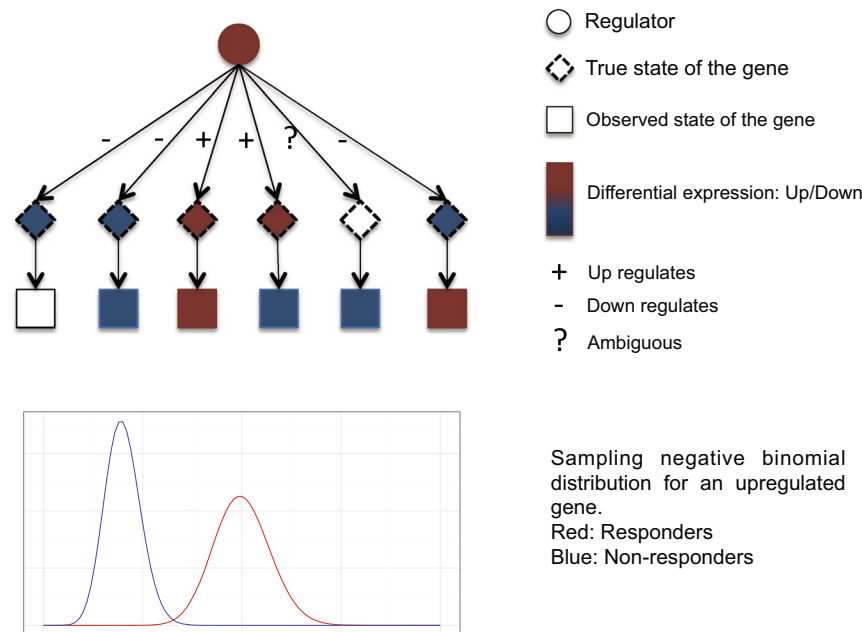 Regulator
True state of the gene
Observed state of the gene
Differential expression: Up/Down
+ Up regulates
- Down regulates
? Ambiguous
- - + + ? -
Sampling negative binomial
distribution for an upregulated
gene.
Red: Responders
Blue: Non-responders